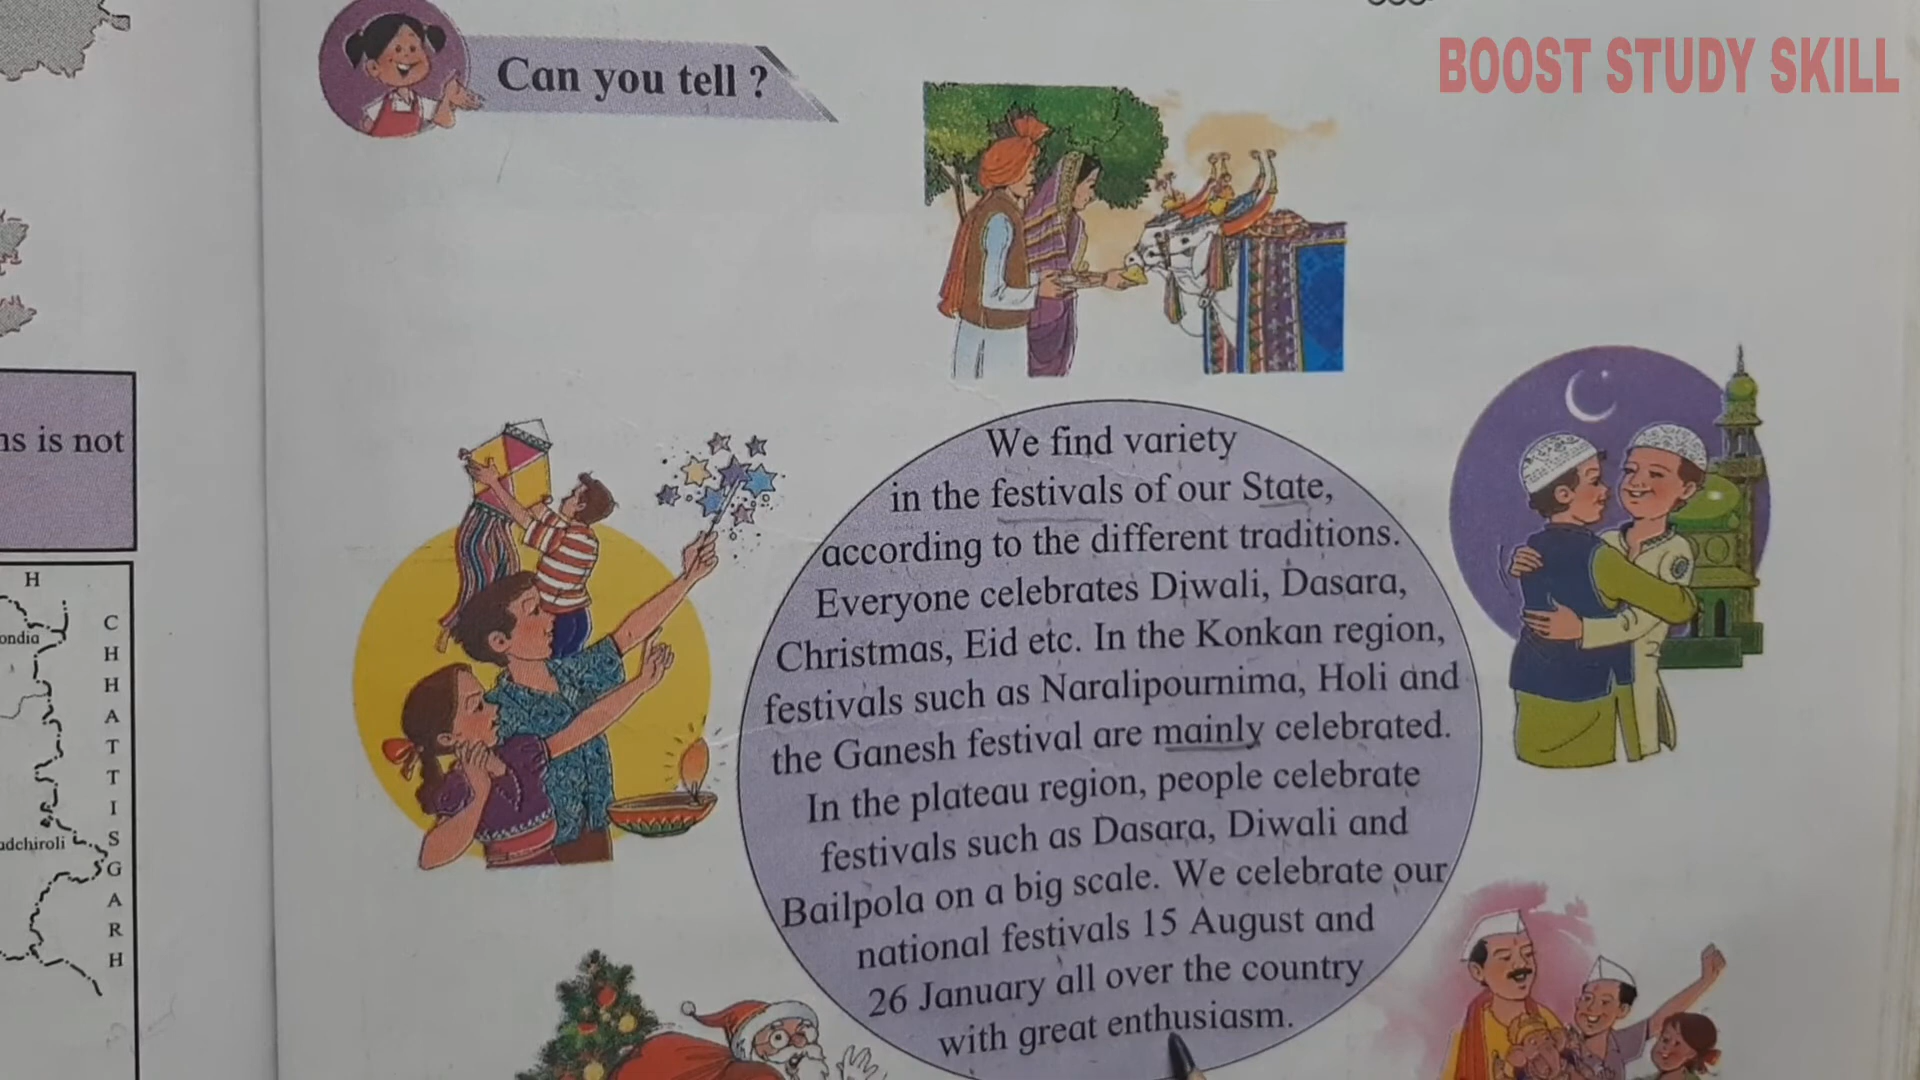 BOOST STUDY SKILL
Can you tell ?
ns is not
H
ondia
CHHATTISGARH
adchiroli
We find variety
in the festivals of our State,
according to the different traditions.
Everyone celebrates Diwali, Dasara,
Christmas, Eid etc. In the Konkan region,
festivals such as Naralipournima, Holi and
the Ganesh festival are mainly celebrated.
In the plateau region, people celebrate
festivals such as Dasara, Diwali and
Bailpola on a big scale. We celebrate our
national festivals 15 August and
26 January all over the country
with great enthusiasm.